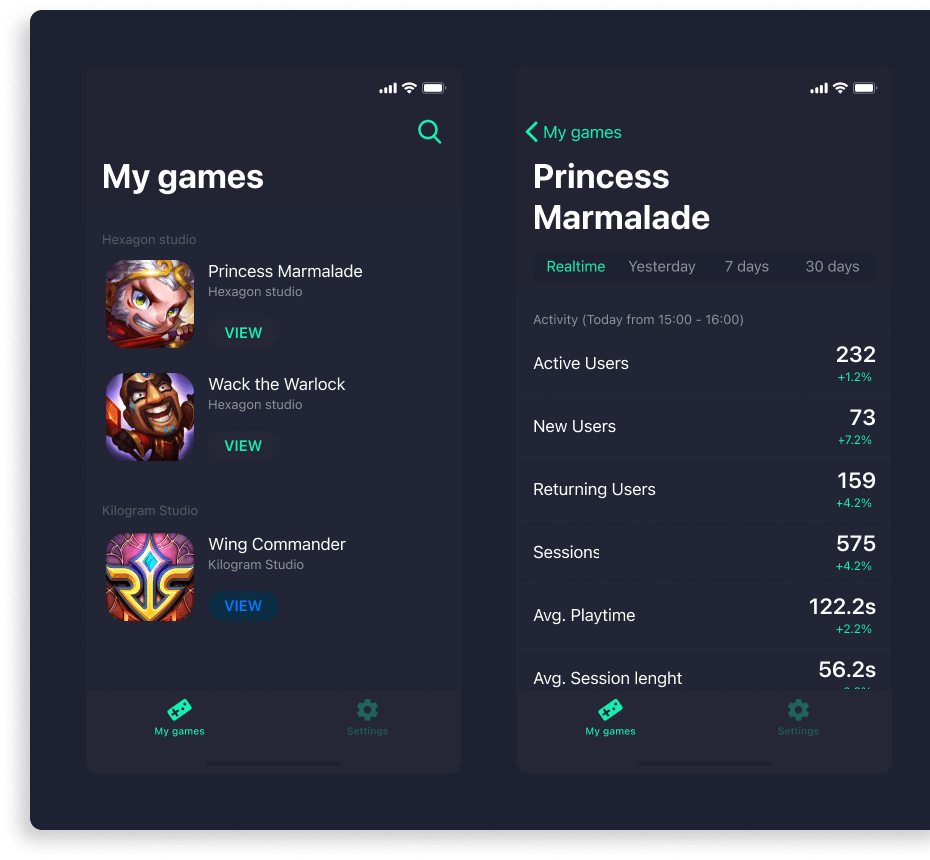 My games
Hexagon studio
Princess Marmalade
Hexagon studio
VIEW
Wack the Warlock
Hexagon studio
VIEW
Kilogram Studio
Wing Commander
Kilogram Studio
VIEW
My games
Settings
My games
Princess
Marmalade
Realtime Yesterday 7 days 30 days
Activity (Today from 15:00 - 16:00)
Active Users 232
+1.2%
New Users 73
+7.2%
Returning Users 159
+4.2%
Sessions 575
+4.2%
Avg. Playtime 122.2s
+2.2%
Avg. Session lenght 56.2s
My games
Settings